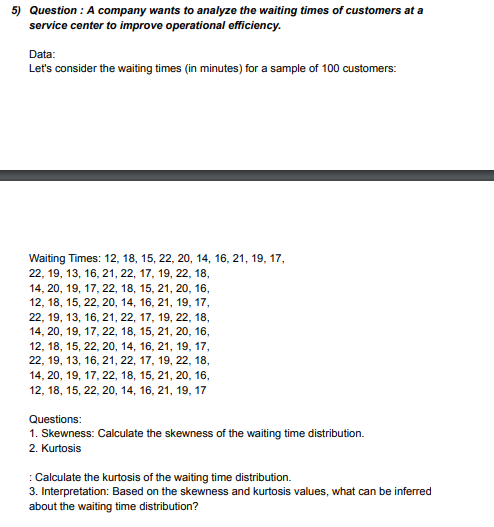 5) Question : A company wants to analyze the waiting times of customers at a
service center to improve operational efficiency.
Data:
Let's consider the waiting times (in minutes) for a sample of 100 customers:
Waiting Times: 12, 18, 15, 22, 20, 14, 16, 21, 19, 17,
22, 19, 13, 16, 21, 22, 17, 19, 22, 18,
14, 20, 19, 17, 22, 18, 15, 21, 20, 16,
12, 18, 15, 22, 20, 14, 16, 21, 19, 17,
22, 19, 13, 16, 21, 22, 17, 19, 22, 18,
14, 20, 19, 17, 22, 18, 15, 21, 20, 16,
12, 18, 15, 22, 20, 14, 16, 21, 19, 17,
22, 19, 13, 16, 21, 22, 17, 19, 22, 18,
14, 20, 19, 17, 22, 18, 15, 21, 20, 16,
12, 18, 15, 22, 20, 14, 16, 21, 19, 17
Questions:
1. Skewness: Calculate the skewness of the waiting time distribution.
2. Kurtosis
: Calculate the kurtosis of the waiting time distribution.
3. Interpretation: Based on the skewness and kurtosis values, what can be inferred
about the waiting time distribution?